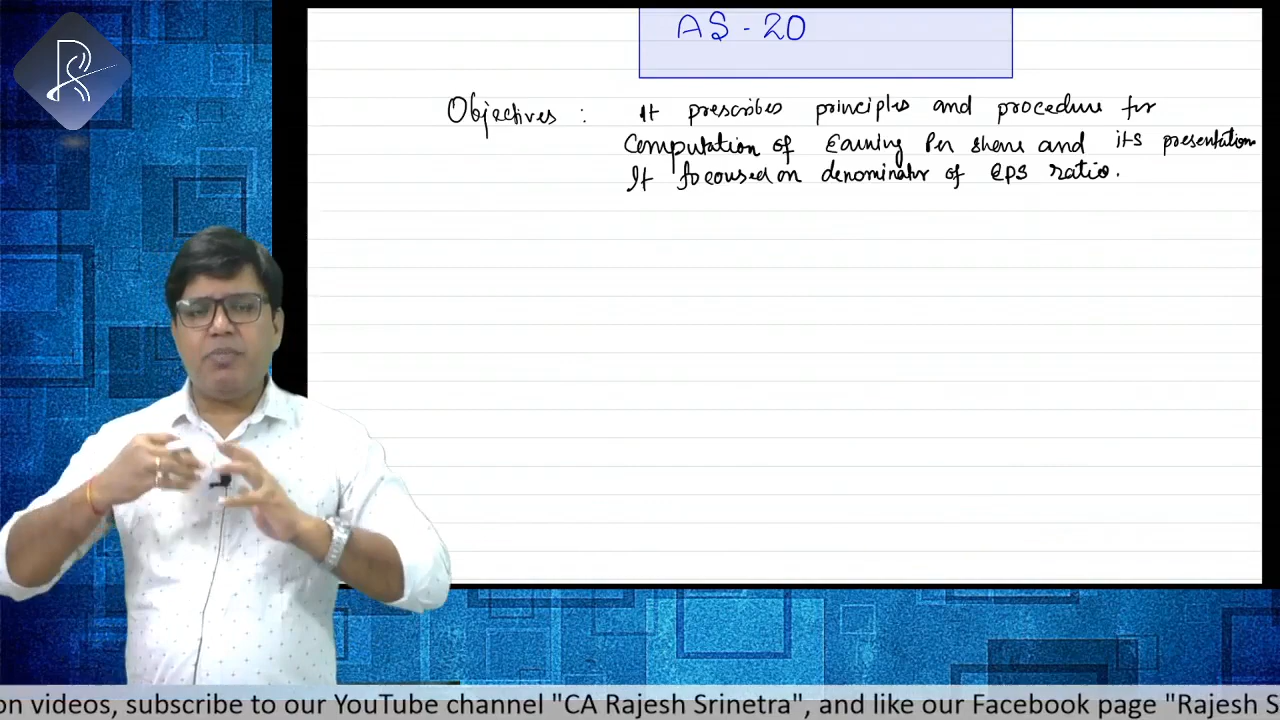 AS - 20
Objectives : It prescribes principles and procedure for
Computation of Earning Per share and its presentation
It focoused on denominator of EPS ratio.
RS
on videos, subscribe to our YouTube channel "CA Rajesh Srinetra", and like our Facebook page "Rajesh S